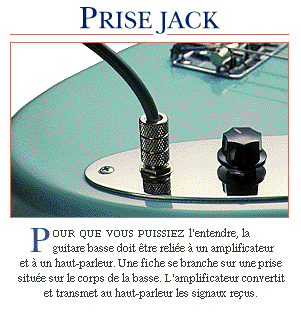 PRISE JACK
POUR QUE VOUS PUISSIEZ l'entendre, la
guitare basse doit être reliée à un amplificateur
et à un haut-parleur. Une fiche se branche sur une prise
située sur le corps de la basse. L'amplificateur convertit
et transmet au haut-parleur les signaux reçus.